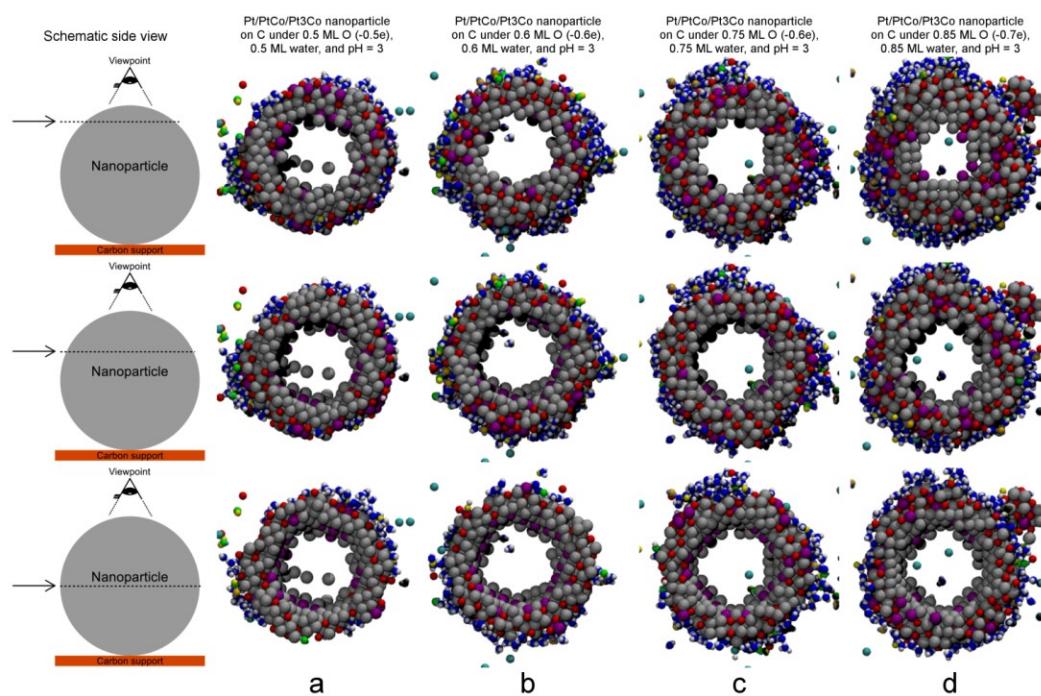 Schematic side view
Pt/PtCo/Pt3Co nanoparticle
on C under 0.5 ML O (-0.5e),
0.5 ML water, and pH = 3
Pt/PtCo/Pt3Co nanoparticle
on C under 0.6 ML O (-0.6e),
0.6 ML water, and pH = 3
Pt/PtCo/Pt3Co nanoparticle
on C under 0.75 ML O (-0.6e),
0.75 ML water, and pH = 3
Pt/PtCo/Pt3Co nanoparticle
on C under 0.85 ML O (-0.7e),
0.85 ML water, and pH = 3
Viewpoint
Nanoparticle
Carbon support
Viewpoint
Nanoparticle
Carbon support
Viewpoint
Nanoparticle
Carbon support
a
b
c
d